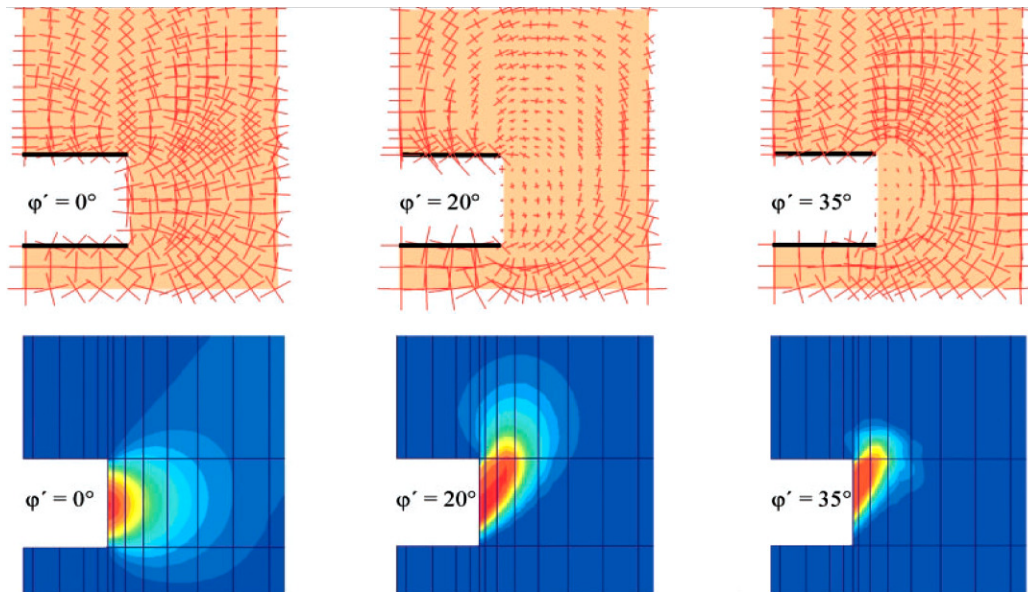 φ´ = 0°
φ´ = 20°
φ´ = 35°
φ´ = 0°
φ´ = 20°
φ´ = 35°